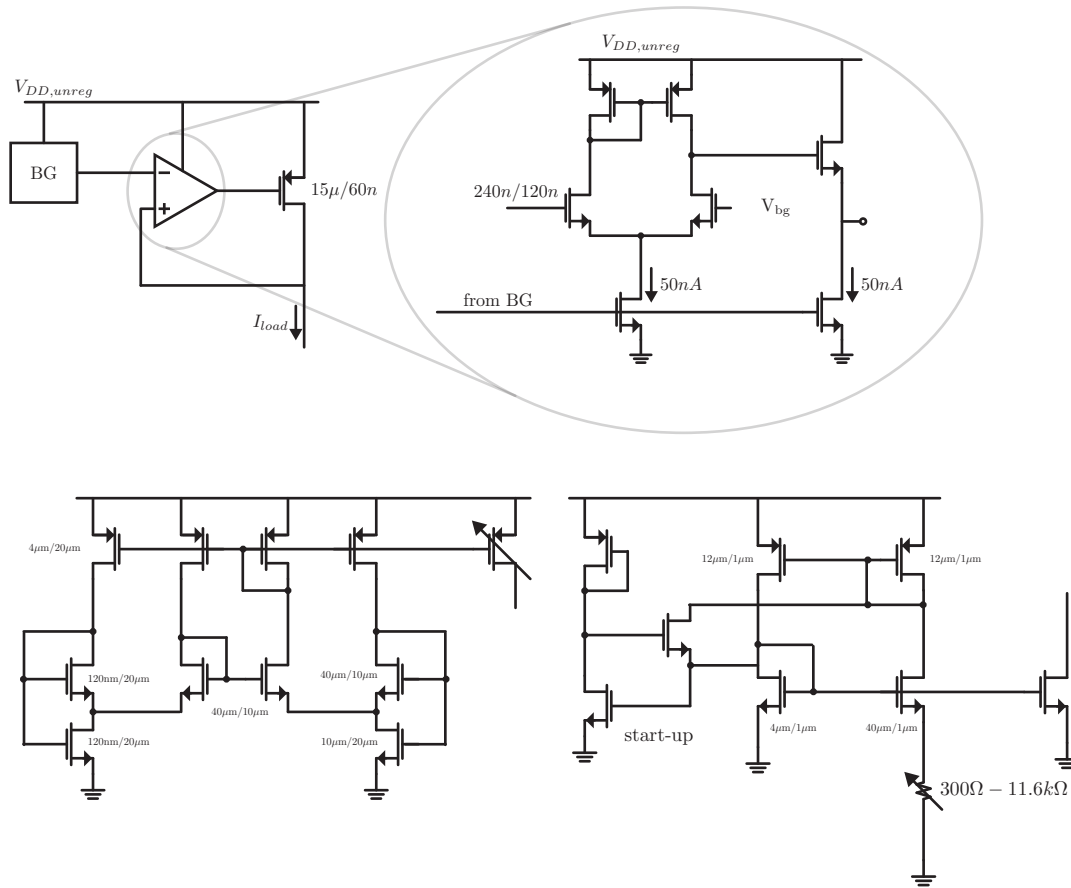 V_{DD,unreg}
V_{DD,unreg}
BG
15μ/60n
240n/120n
V_{bg}
50nA
50nA
from BG
I_{load}
4μm/20μm
12μm/1μm
12μm/1μm
120nm/20μm
40μm/10μm
40μm/10μm
4μm/1μm
40μm/1μm
120nm/20μm
10μm/20μm
start-up
300Ω − 11.6kΩ